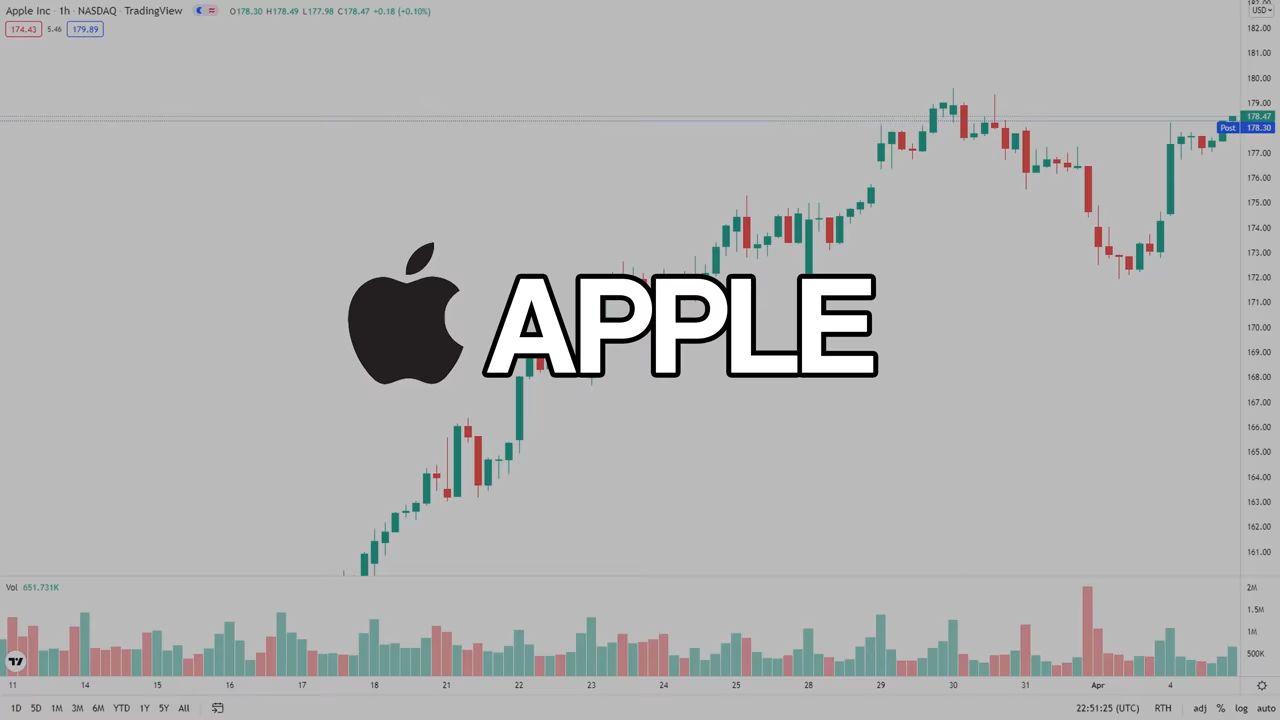 Apple Inc · 1h · NASDAQ · TradingView O178.30 H178.49 L177.98 C178.47 +0.18 (+0.10%)
USD
174.43 5.46 179.89
182.00
181.00
180.00
179.00
178.47
Post 178.30
177.00
176.00
175.00
174.00
173.00
172.00
171.00
170.00
169.00
168.00
167.00
166.00
165.00
164.00
163.00
162.00
161.00
APPLE
Vol 651.731K
2M
1.5M
1M
500K
11 14 15 16 17 18 21 22 23 24 25 28 29 30 31 Apr 4
1D 5D 1M 3M 6M YTD 1Y 5Y All 22:51:25 (UTC) RTH adj % log auto